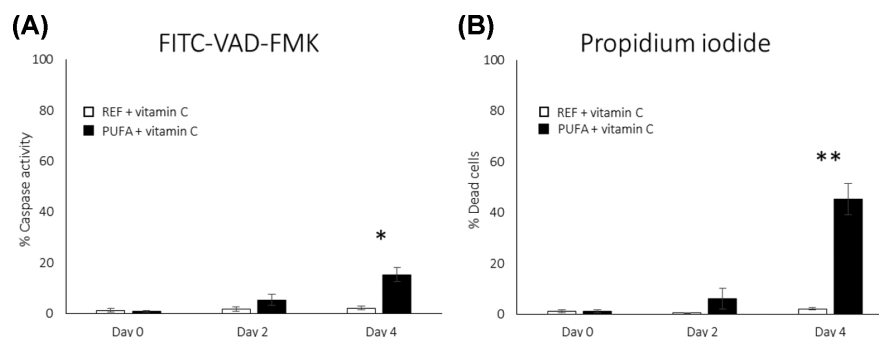 (A)
FITC-VAD-FMK
% Caspase activity
100
80
60
40
20
0
REF + vitamin C
PUFA + vitamin C
*
Day 0
Day 2
Day 4
(B)
Propidium iodide
% Dead cells
100
80
60
40
20
0
REF + vitamin C
PUFA + vitamin C
**
Day 0
Day 2
Day 4